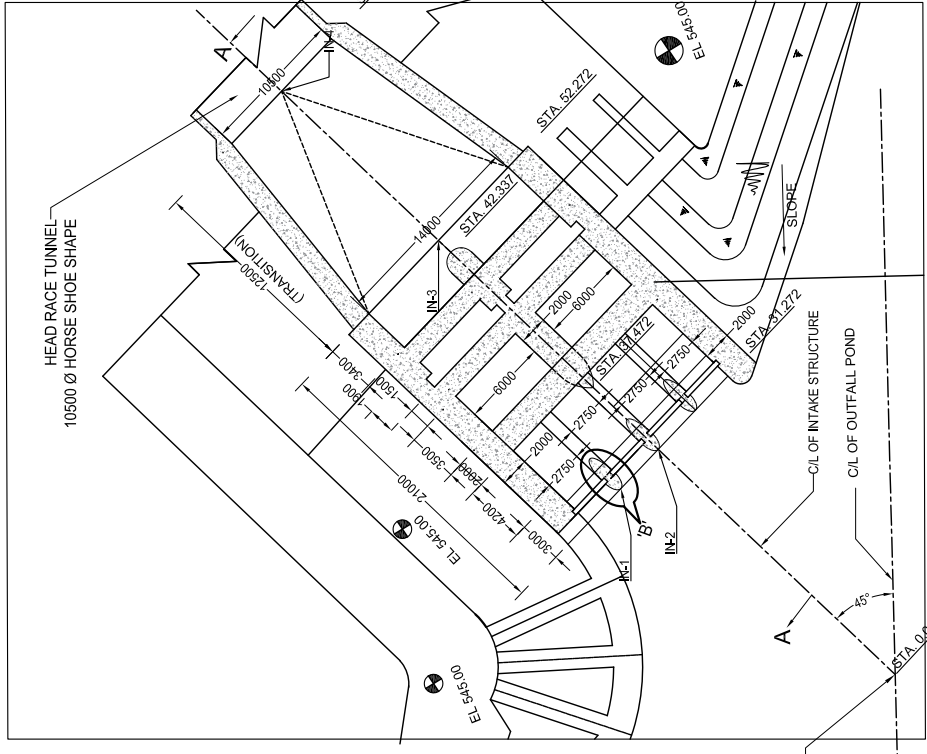 HEAD RACE TUNNEL
10500 Ø HORSE SHOE SHAPE
A
10500
IN-4
EL 545.00
STA. 52.272
(TRANSITION)
12500
14000
STA. 42.337
IN-3
SLOPE
3400
1500
1900
3500
2000
21000
4200
3000
2000
6000
6000
STA. 37.472
2000
STA. 31.272
2750
2750
2750
2750
2000
EL 545.00
'B'
IN-1
IN-2
C/L OF INTAKE STRUCTURE
C/L OF OUTFALL POND
A
45°
EL 545.00
STA. 0.0